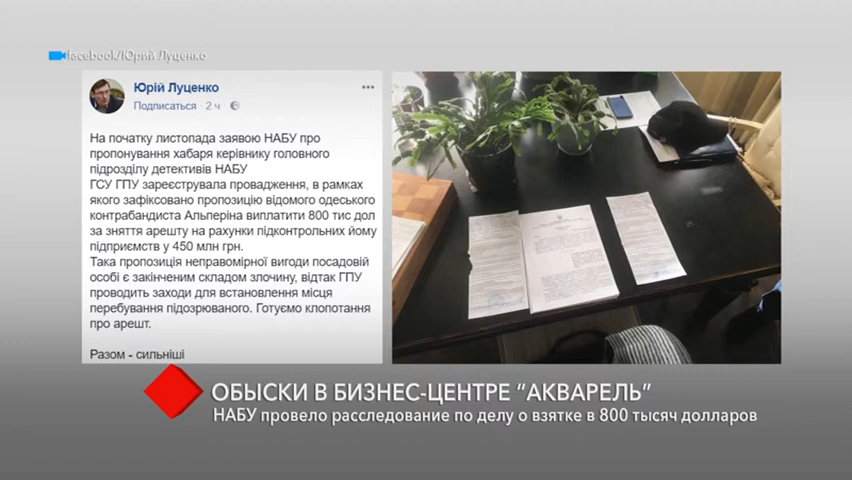 facebook/Юрий Луценко
Юрій Луценко
Подписаться · 2 ч ·
На початку листопада заявою НАБУ про
пропонування хабаря керівнику головного
підрозділу детективів НАБУ
ГСУ ГПУ зареєструвала провадження, в рамках
якого зафіксовано пропозицію відомого одеського
контрабандиста Альперіна виплатити 800 тис дол
за зняття арешту на рахунки підконтрольних йому
підприємств у 450 млн грн.
Така пропозиція неправомірної вигоди посадовій
особі є закінченим складом злочину, відтак ГПУ
проводить заходи для встановлення місця
перебування підозрюваного. Готуємо клопотання
про арешт.
Разом - сильніші
ОБЫСКИ В БИЗНЕС-ЦЕНТРЕ “АКВАРЕЛЬ”
НАБУ провело расследование по делу о взятке в 800 тысяч долларов